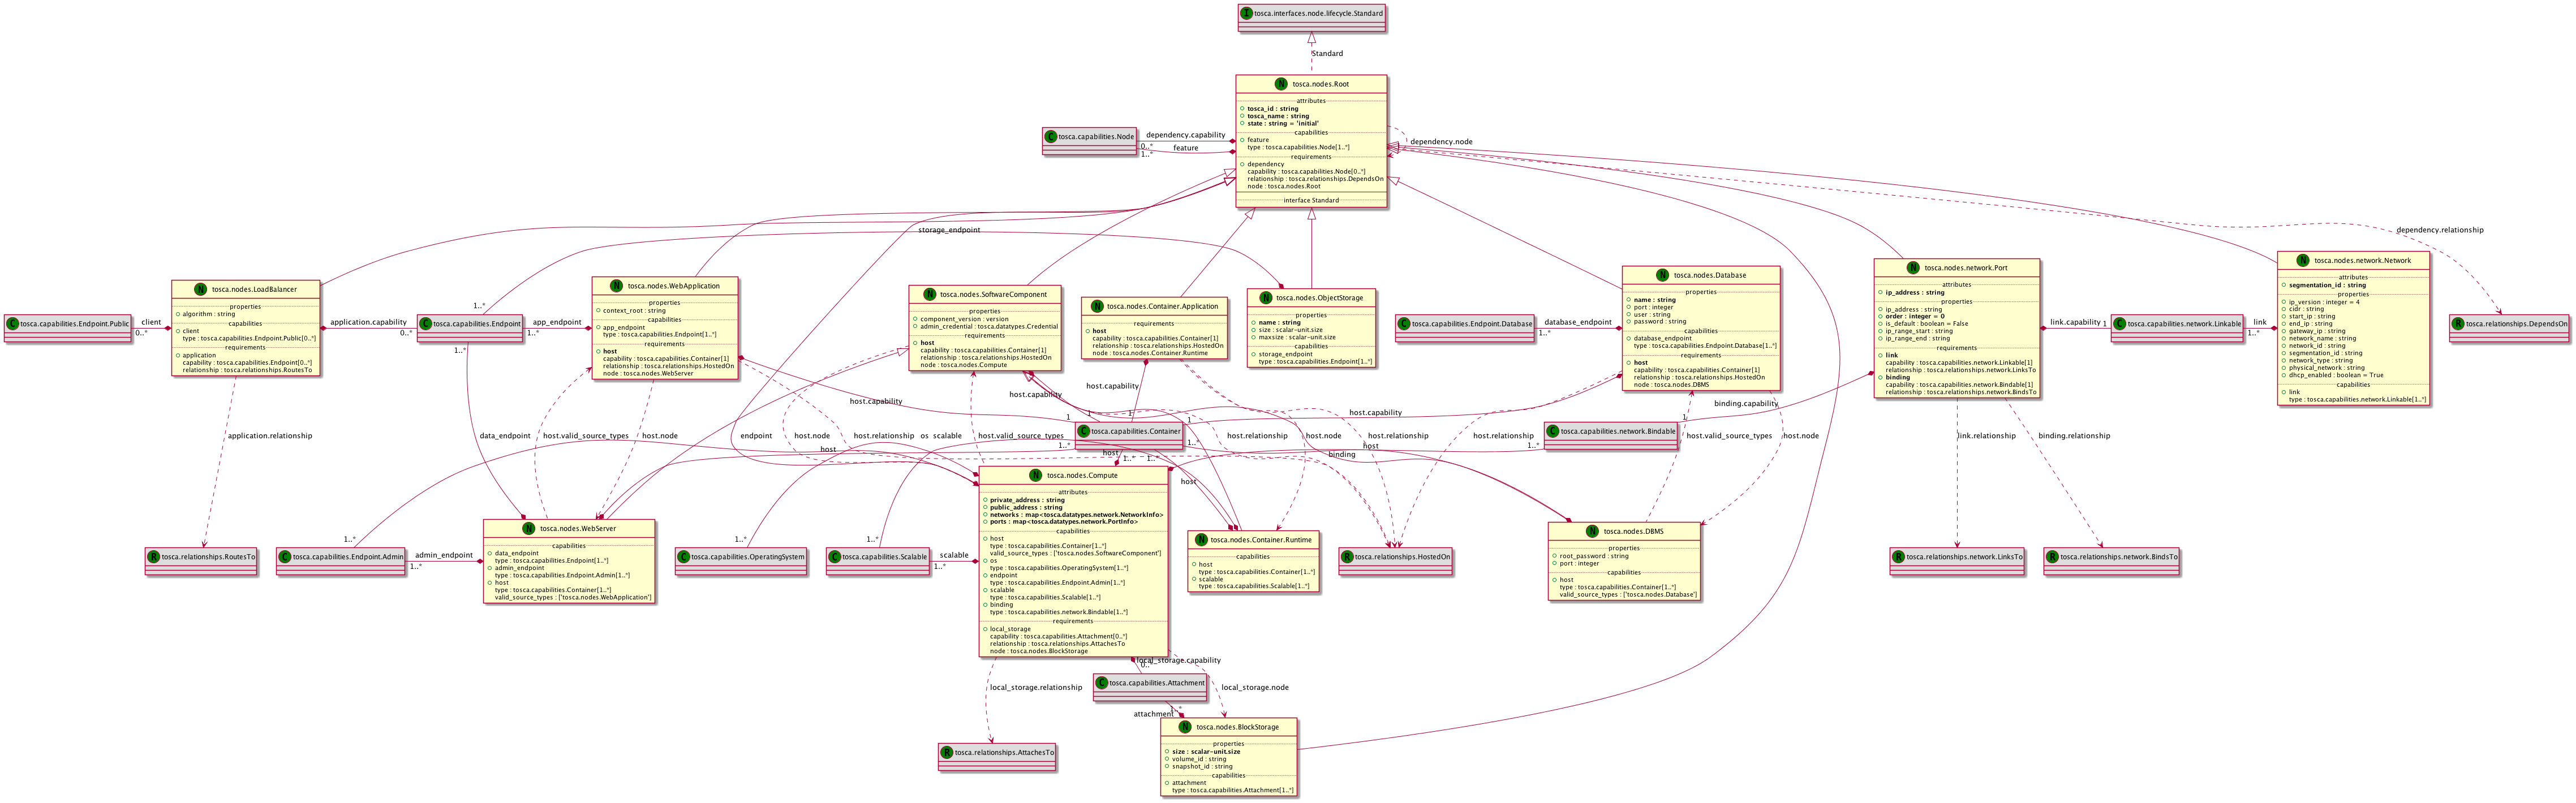 I tosca.interfaces.node.lifecycle.Standard
Standard
N tosca.nodes.Root
attributes
tosca_id : string
tosca_name : string
state : string = 'initial'
capabilities
feature
type : tosca.capabilities.Node[1..*]
requirements
dependency
capability : tosca.capabilities.Node[0..*]
relationship : tosca.relationships.DependsOn
node : tosca.nodes.Root
interface Standard
C tosca.capabilities.Node
dependency.capability
0..*
feature
1..*
dependency.node
dependency.relationship
storage_endpoint
N tosca.nodes.LoadBalancer
properties
algorithm : string
capabilities
client
type : tosca.capabilities.Endpoint.Public[0..*]
requirements
application
capability : tosca.capabilities.Endpoint[0..*]
relationship : tosca.relationships.RoutesTo
C tosca.capabilities.Endpoint.Public
client
0..*
application.capability
0..*
C tosca.capabilities.Endpoint
1..*
app_endpoint
1..*
1..*
N tosca.nodes.WebApplication
properties
context_root : string
capabilities
app_endpoint
type : tosca.capabilities.Endpoint[1..*]
requirements
host
capability : tosca.capabilities.Container[1]
relationship : tosca.relationships.HostedOn
node : tosca.nodes.WebServer
N tosca.nodes.SoftwareComponent
properties
component_version : version
admin_credential : tosca.datatypes.Credential
requirements
host
capability : tosca.capabilities.Container[1]
relationship : tosca.relationships.HostedOn
node : tosca.nodes.Compute
N tosca.nodes.Container.Application
requirements
host
capability : tosca.capabilities.Container[1]
relationship : tosca.relationships.HostedOn
node : tosca.nodes.Container.Runtime
N tosca.nodes.ObjectStorage
properties
name : string
size : scalar-unit.size
maxsize : scalar-unit.size
capabilities
storage_endpoint
type : tosca.capabilities.Endpoint[1..*]
C tosca.capabilities.Endpoint.Database
database_endpoint
1..*
N tosca.nodes.Database
properties
name : string
port : integer
user : string
password : string
capabilities
database_endpoint
type : tosca.capabilities.Endpoint.Database[1..*]
requirements
host
capability : tosca.capabilities.Container[1]
relationship : tosca.relationships.HostedOn
node : tosca.nodes.DBMS
N tosca.nodes.network.Port
attributes
ip_address : string
properties
ip_address : string
order : integer = 0
is_default : boolean = False
ip_range_start : string
ip_range_end : string
requirements
link
capability : tosca.capabilities.network.Linkable[1]
relationship : tosca.relationships.network.LinksTo
binding
capability : tosca.capabilities.network.Bindable[1]
relationship : tosca.relationships.network.BindsTo
link.capability
1
C tosca.capabilities.network.Linkable
link
1..*
N tosca.nodes.network.Network
attributes
segmentation_id : string
properties
ip_version : integer = 4
cidr : string
start_ip : string
end_ip : string
gateway_ip : string
network_name : string
network_id : string
segmentation_id : string
network_type : string
physical_network : string
dhcp_enabled : boolean = True
capabilities
link
type : tosca.capabilities.network.Linkable[1..*]
R tosca.relationships.DependsOn
application.relationship
data_endpoint
host.valid_source_types
host.node
host.capability
host.relationship
os
scalable
endpoint
host.node
host.valid_source_types
host.capability
host.capability
host.relationship
host.node
host.relationship
host.capability
host.relationship
host.valid_source_types
host.node
binding.capability
link.relationship
binding.relationship
host
host
host
host
binding
1
1
1
1
C tosca.capabilities.Container
1..*
1..*
1..*
C tosca.capabilities.network.Bindable
1
1..*
R tosca.relationships.RoutesTo
C tosca.capabilities.Endpoint.Admin
1..*
admin_endpoint
1..*
N tosca.nodes.WebServer
capabilities
data_endpoint
type : tosca.capabilities.Endpoint[1..*]
admin_endpoint
type : tosca.capabilities.Endpoint.Admin[1..*]
host
type : tosca.capabilities.Container[1..*]
valid_source_types : ['tosca.nodes.WebApplication']
C tosca.capabilities.OperatingSystem
1..*
C tosca.capabilities.Scalable
1..*
scalable
1..*
N tosca.nodes.Compute
attributes
private_address : string
public_address : string
networks : map<tosca.datatypes.network.NetworkInfo>
ports : map<tosca.datatypes.network.PortInfo>
capabilities
host
type : tosca.capabilities.Container[1..*]
valid_source_types : ['tosca.nodes.SoftwareComponent']
os
type : tosca.capabilities.OperatingSystem[1..*]
endpoint
type : tosca.capabilities.Endpoint.Admin[1..*]
scalable
type : tosca.capabilities.Scalable[1..*]
binding
type : tosca.capabilities.network.Bindable[1..*]
requirements
local_storage
capability : tosca.capabilities.Attachment[0..*]
relationship : tosca.relationships.AttachesTo
node : tosca.nodes.BlockStorage
N tosca.nodes.Container.Runtime
capabilities
host
type : tosca.capabilities.Container[1..*]
scalable
type : tosca.capabilities.Scalable[1..*]
R tosca.relationships.HostedOn
N tosca.nodes.DBMS
properties
root_password : string
port : integer
capabilities
host
type : tosca.capabilities.Container[1..*]
valid_source_types : ['tosca.nodes.Database']
R tosca.relationships.network.LinksTo
R tosca.relationships.network.BindsTo
local_storage.capability
0..*
local_storage.relationship
C tosca.capabilities.Attachment
local_storage.node
attachment
1..*
R tosca.relationships.AttachesTo
N tosca.nodes.BlockStorage
properties
size : scalar-unit.size
volume_id : string
snapshot_id : string
capabilities
attachment
type : tosca.capabilities.Attachment[1..*]